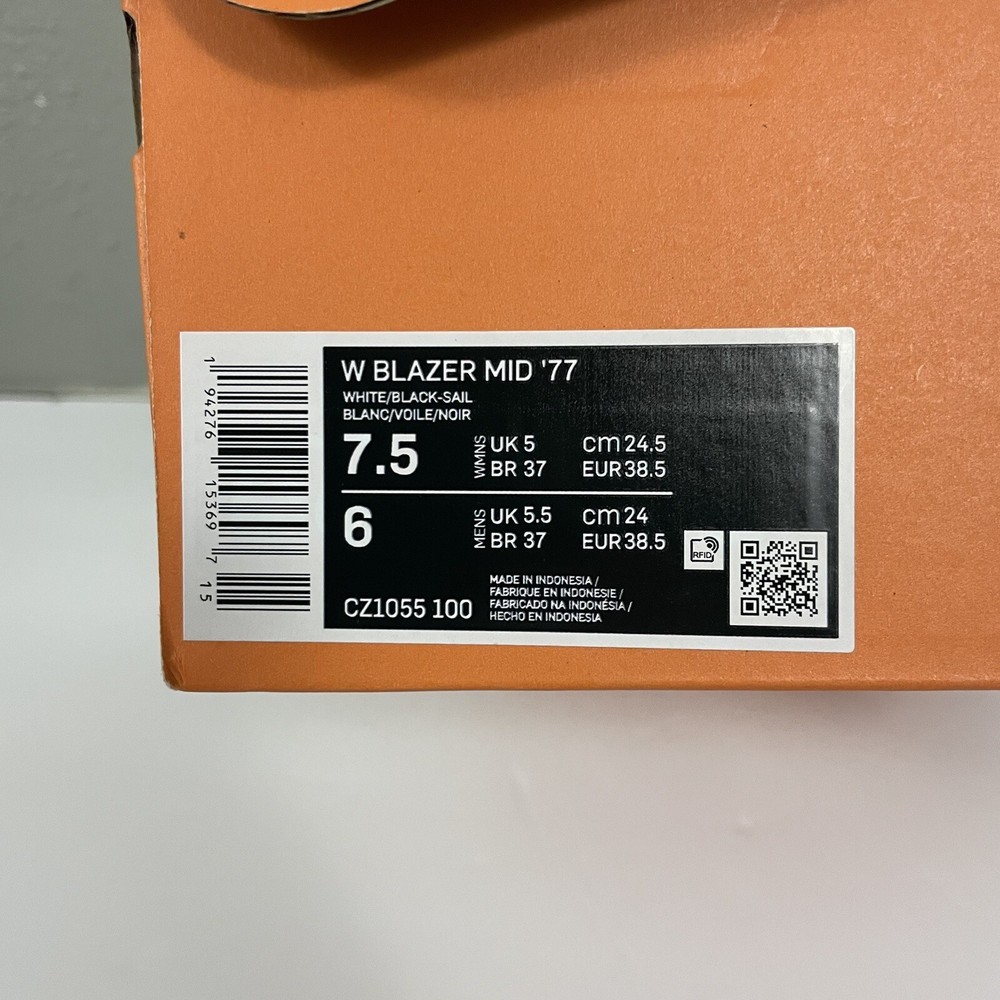 W BLAZER MID '77
WHITE/BLACK-SAIL
BLANC/VOILE/NOIR
7.5 WMNS UK 5 cm 24.5
BR 37 EUR 38.5
6 MENS UK 5.5 cm 24
BR 37 EUR 38.5
CZ1055 100
MADE IN INDONESIA /
FABRIQUE EN INDONESIE /
FABRICADO NA INDONÉSIA /
HECHO EN INDONESIA
RFID
1 94276 15369 7 15